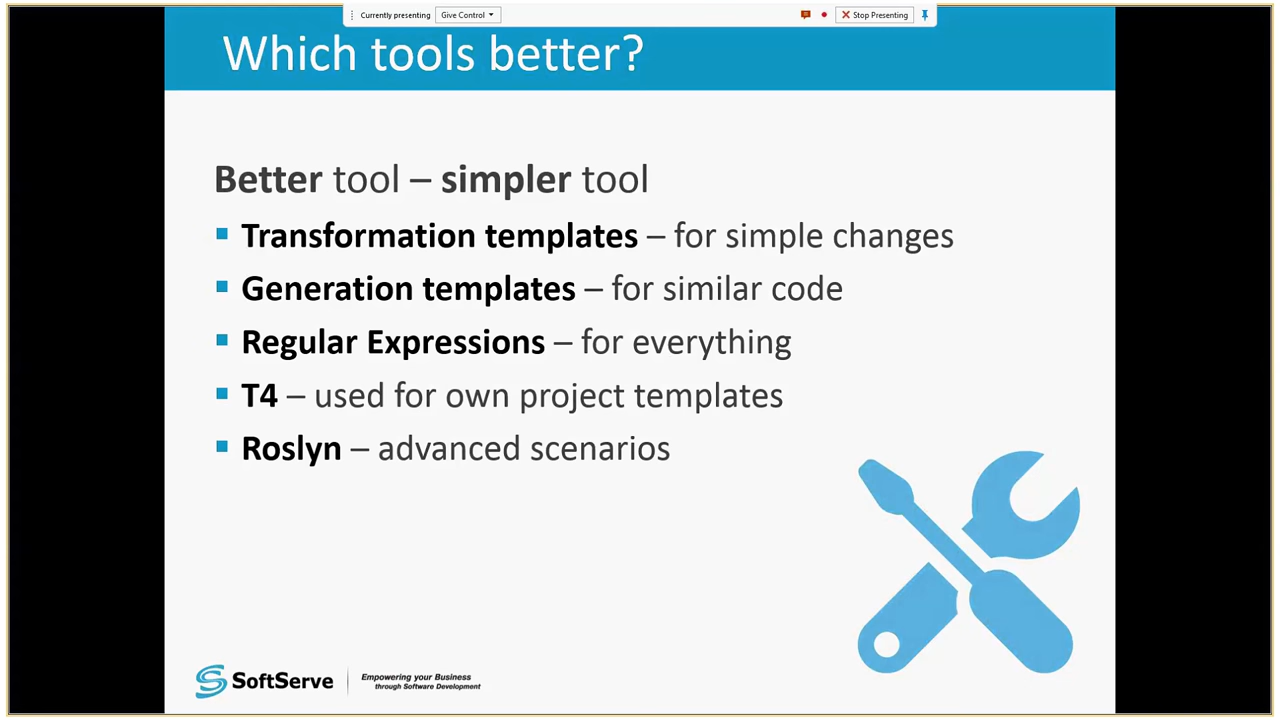 Currently presenting Give Control Stop Presenting
Which tools better?
Better tool – simpler tool
Transformation templates – for simple changes
Generation templates – for similar code
Regular Expressions – for everything
T4 – used for own project templates
Roslyn – advanced scenarios
SoftServe
Empowering your Business
through Software Development